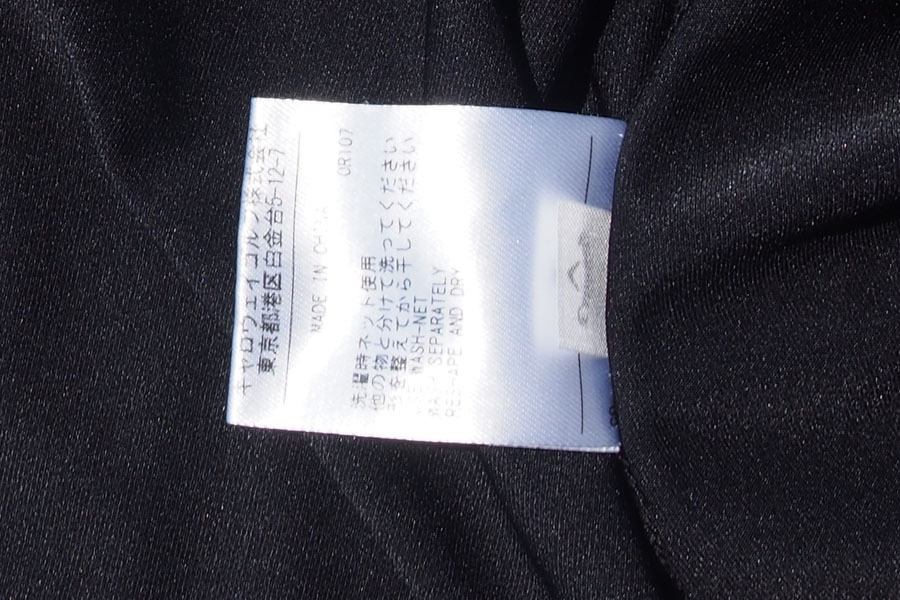 洗濯時ネット使用
他の物と分けて洗ってください
形を整えてから干してください
USE WASH-NET
WASH SEPARATELY
RESHAPE AND DRY
OR107
MADE IN CHINA
キャロウェイゴルフ株式会社
東京都港区白金台5-12-7